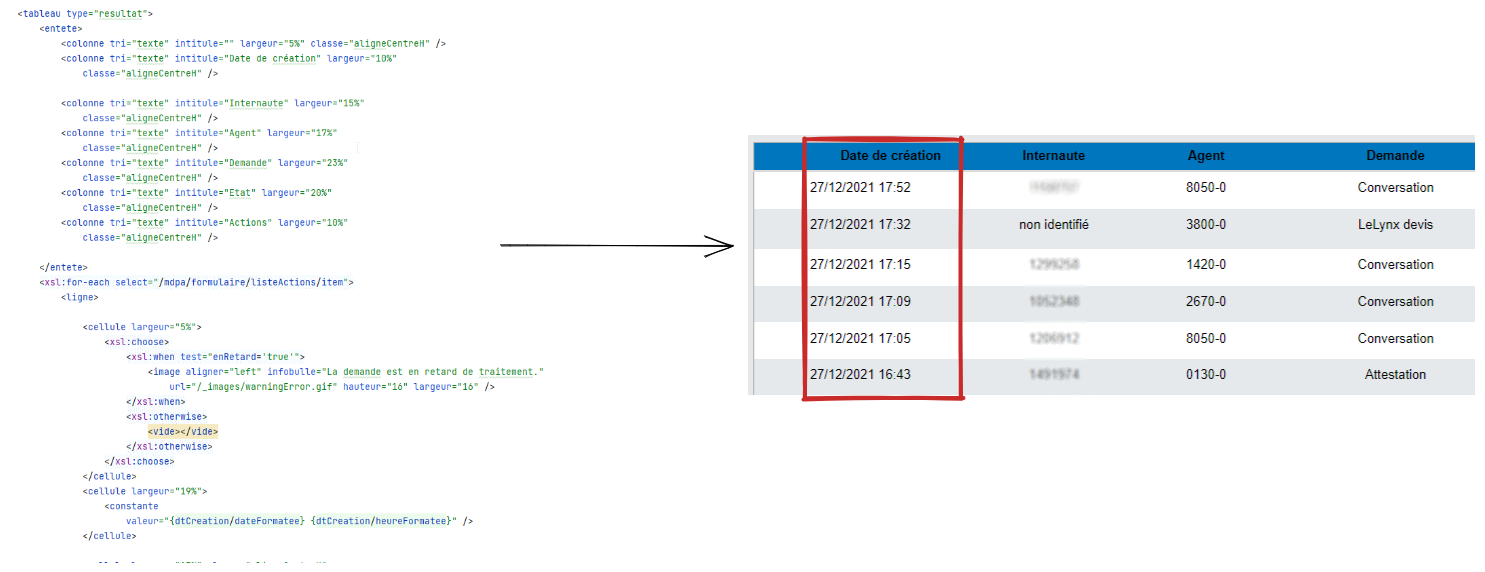 <tableau type="resultat">
<entete>
<colonne tri="texte" intitule="" largeur="5%" classe="aligneCentreH" />
<colonne tri="texte" intitule="Date de création" largeur="10%"
classe="aligneCentreH" />
<colonne tri="texte" intitule="Internaute" largeur="15%"
classe="aligneCentreH" />
<colonne tri="texte" intitule="Agent" largeur="17%"
classe="aligneCentreH" />
<colonne tri="texte" intitule="Demande" largeur="23%"
classe="aligneCentreH" />
<colonne tri="texte" intitule="Etat" largeur="20%"
classe="aligneCentreH" />
<colonne tri="texte" intitule="Actions" largeur="10%"
classe="aligneCentreH" />
</entete>
<xsl:for-each select="/mdpa/formulaire/listeActions/item">
<ligne>
<cellule largeur="5%">
<xsl:choose>
<xsl:when test="enRetard='true'">
<image aligner="left" infobulle="La demande est en retard de traitement."
url="/_images/warningError.gif" hauteur="16" largeur="16" />
</xsl:when>
<xsl:otherwise>
<vide></vide>
</xsl:otherwise>
</xsl:choose>
</cellule>
<cellule largeur="19%">
<constante
valeur="{dtCreation/dateFormatee} {dtCreation/heureFormatee}" />
</cellule>
Date de création Internaute Agent Demande
27/12/2021 17:52 8050-0 Conversation
27/12/2021 17:32 non identifié 3800-0 LeLynx devis
27/12/2021 17:15 1420-0 Conversation
27/12/2021 17:09 2670-0 Conversation
27/12/2021 17:05 8050-0 Conversation
27/12/2021 16:43 0130-0 Attestation